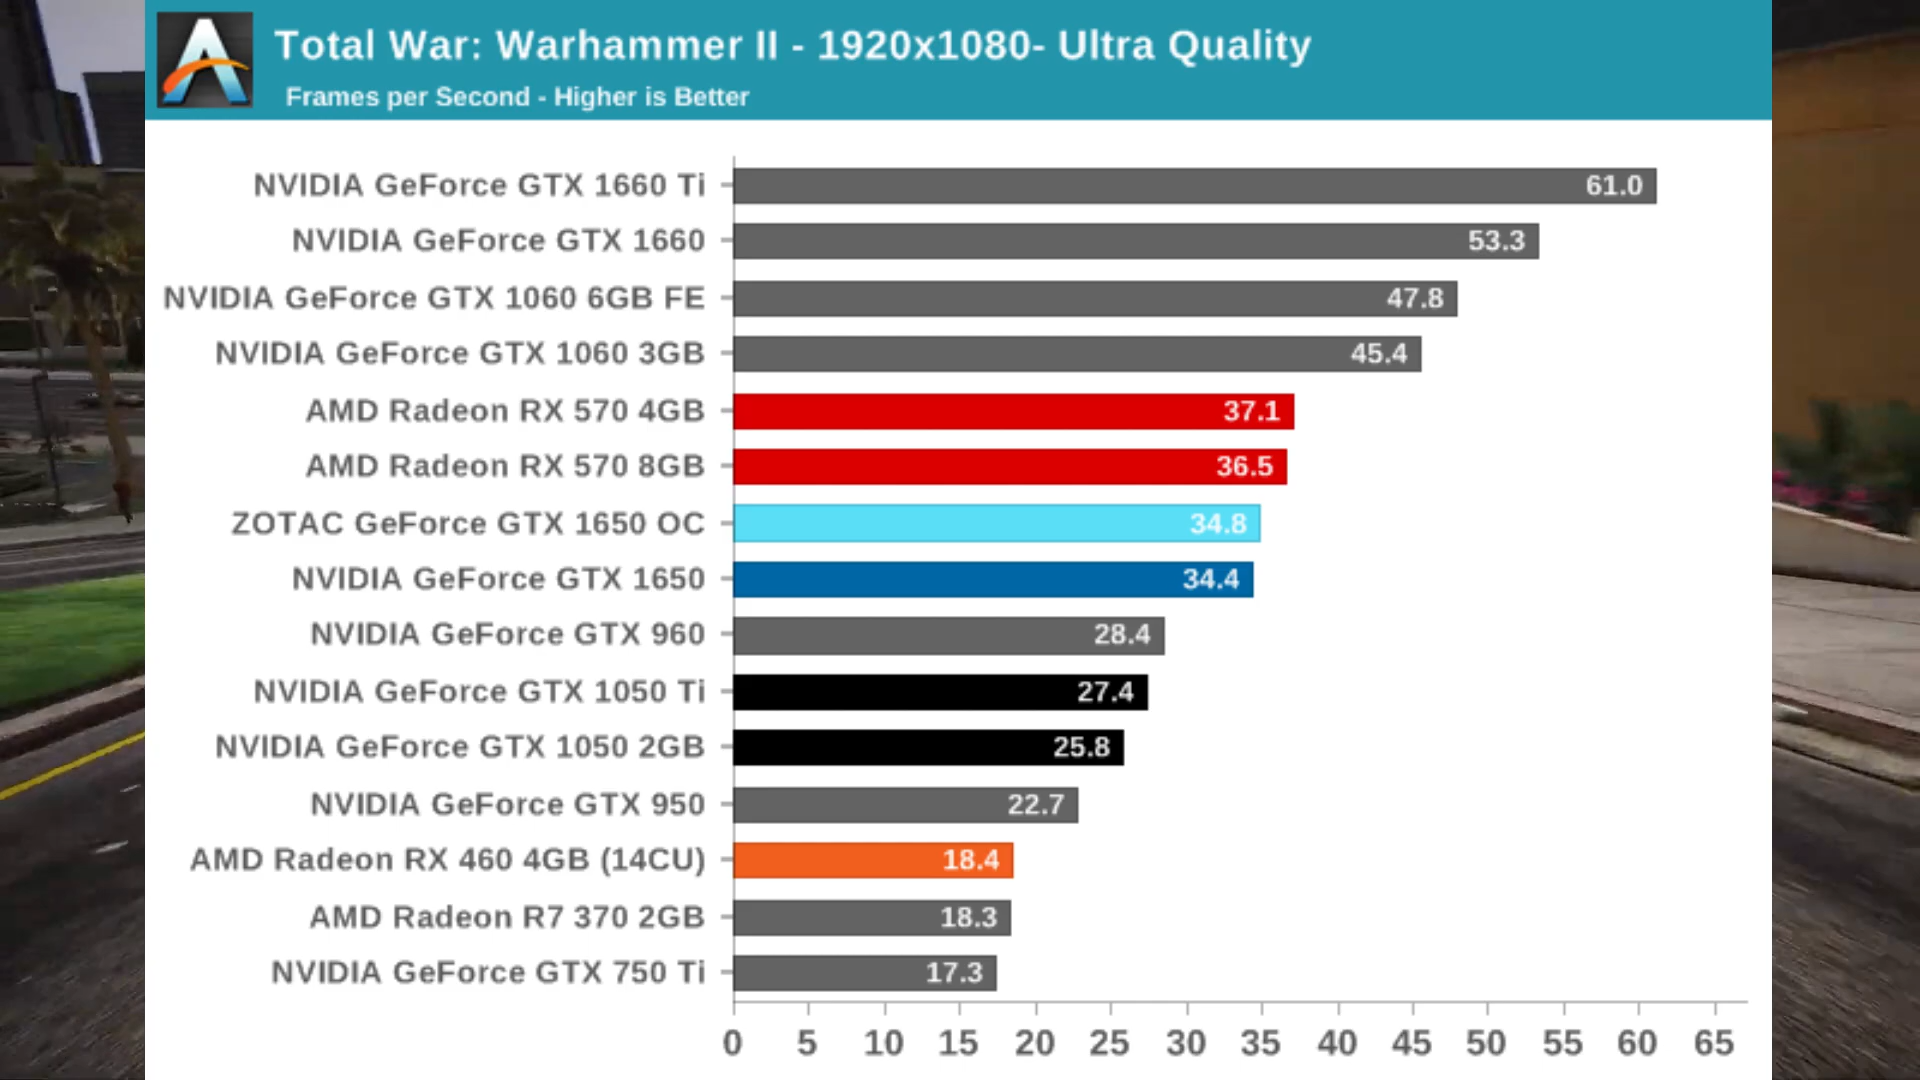 Total War: Warhammer II - 1920x1080- Ultra Quality
Frames per Second - Higher is Better
NVIDIA GeForce GTX 1660 Ti 61.0
NVIDIA GeForce GTX 1660 53.3
NVIDIA GeForce GTX 1060 6GB FE 47.8
NVIDIA GeForce GTX 1060 3GB 45.4
AMD Radeon RX 570 4GB 37.1
AMD Radeon RX 570 8GB 36.5
ZOTAC GeForce GTX 1650 OC 34.8
NVIDIA GeForce GTX 1650 34.4
NVIDIA GeForce GTX 960 28.4
NVIDIA GeForce GTX 1050 Ti 27.4
NVIDIA GeForce GTX 1050 2GB 25.8
NVIDIA GeForce GTX 950 22.7
AMD Radeon RX 460 4GB (14CU) 18.4
AMD Radeon R7 370 2GB 18.3
NVIDIA GeForce GTX 750 Ti 17.3
0 5 10 15 20 25 30 35 40 45 50 55 60 65